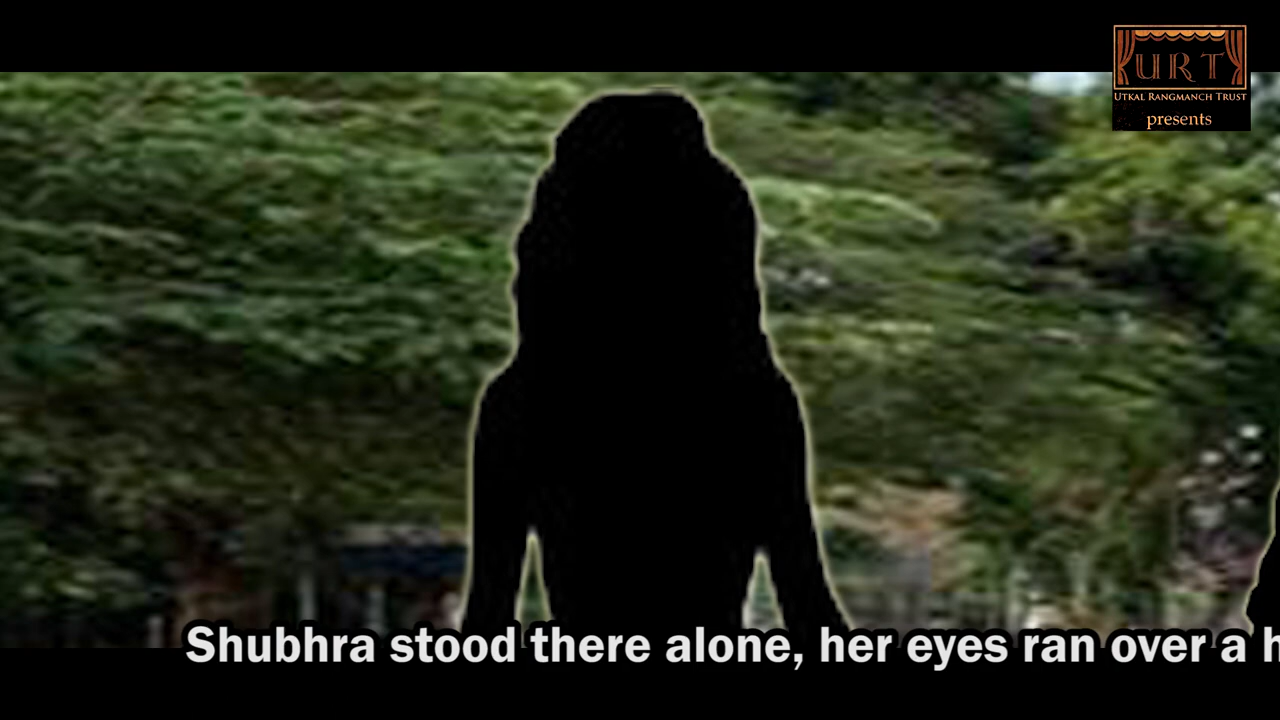 URT
UTKAL RANGMANCH TRUST
presents
Shubhra stood there alone, her eyes ran over a